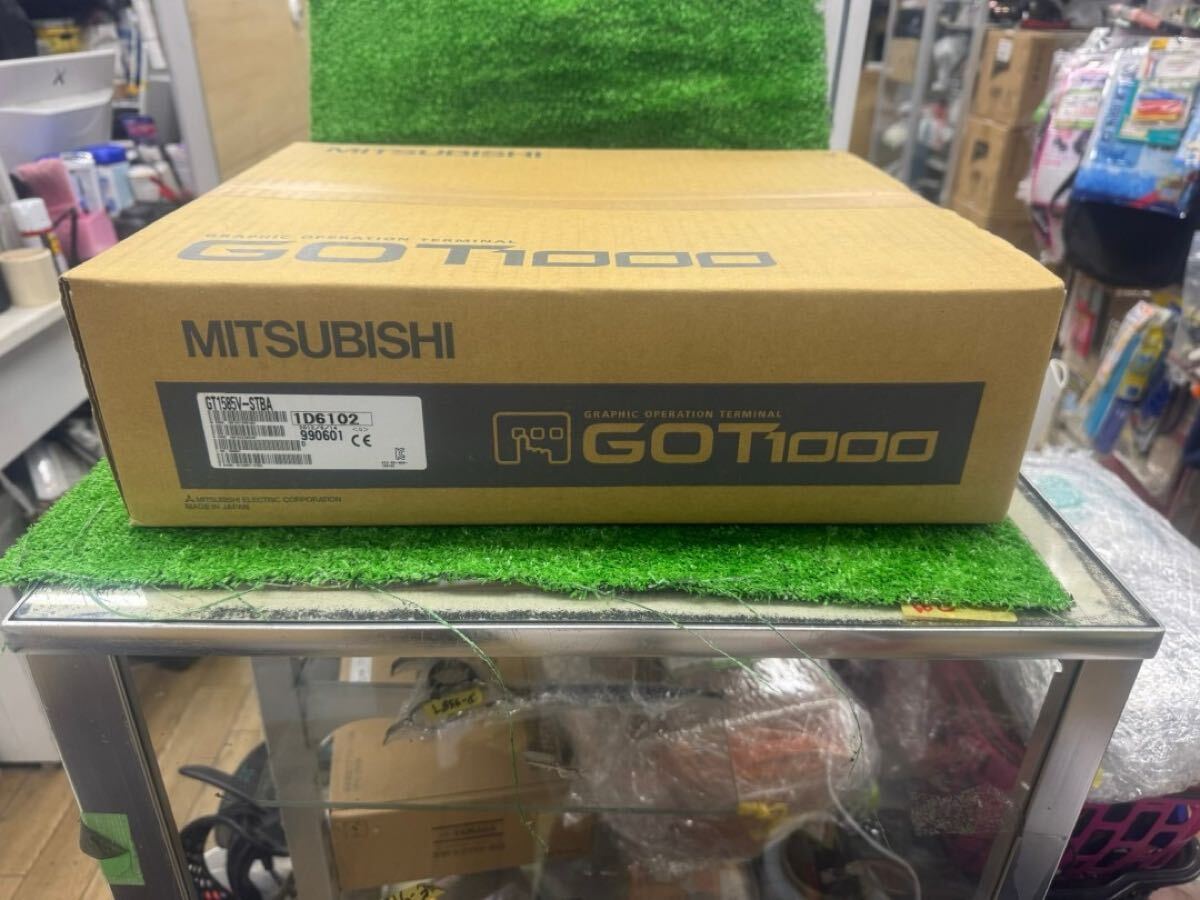 MITSUBISHI
GRAPHIC OPERATION TERMINAL
GOT1000
MITSUBISHI
GT1585V-STBA
1D6102
990601 CE
GRAPHIC OPERATION TERMINAL
GOT1000
MITSUBISHI ELECTRIC CORPORATION
MADE IN JAPAN